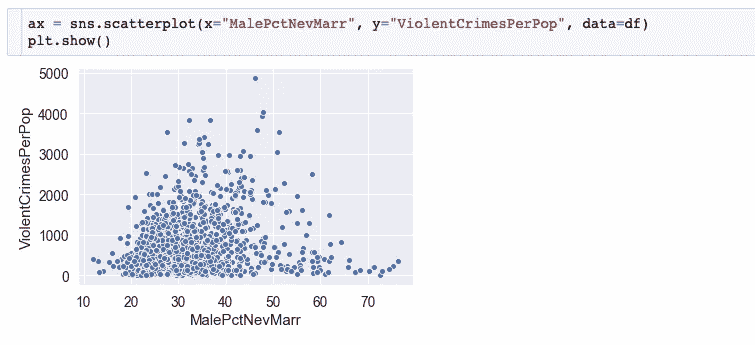 ax = sns.scatterplot(x="MalePctNevMarr", y="ViolentCrimesPerPop", data=df)
plt.show()
5000
4000
3000
2000
1000
0
ViolentCrimesPerPop
10 20 30 40 50 60 70
MalePctNevMarr